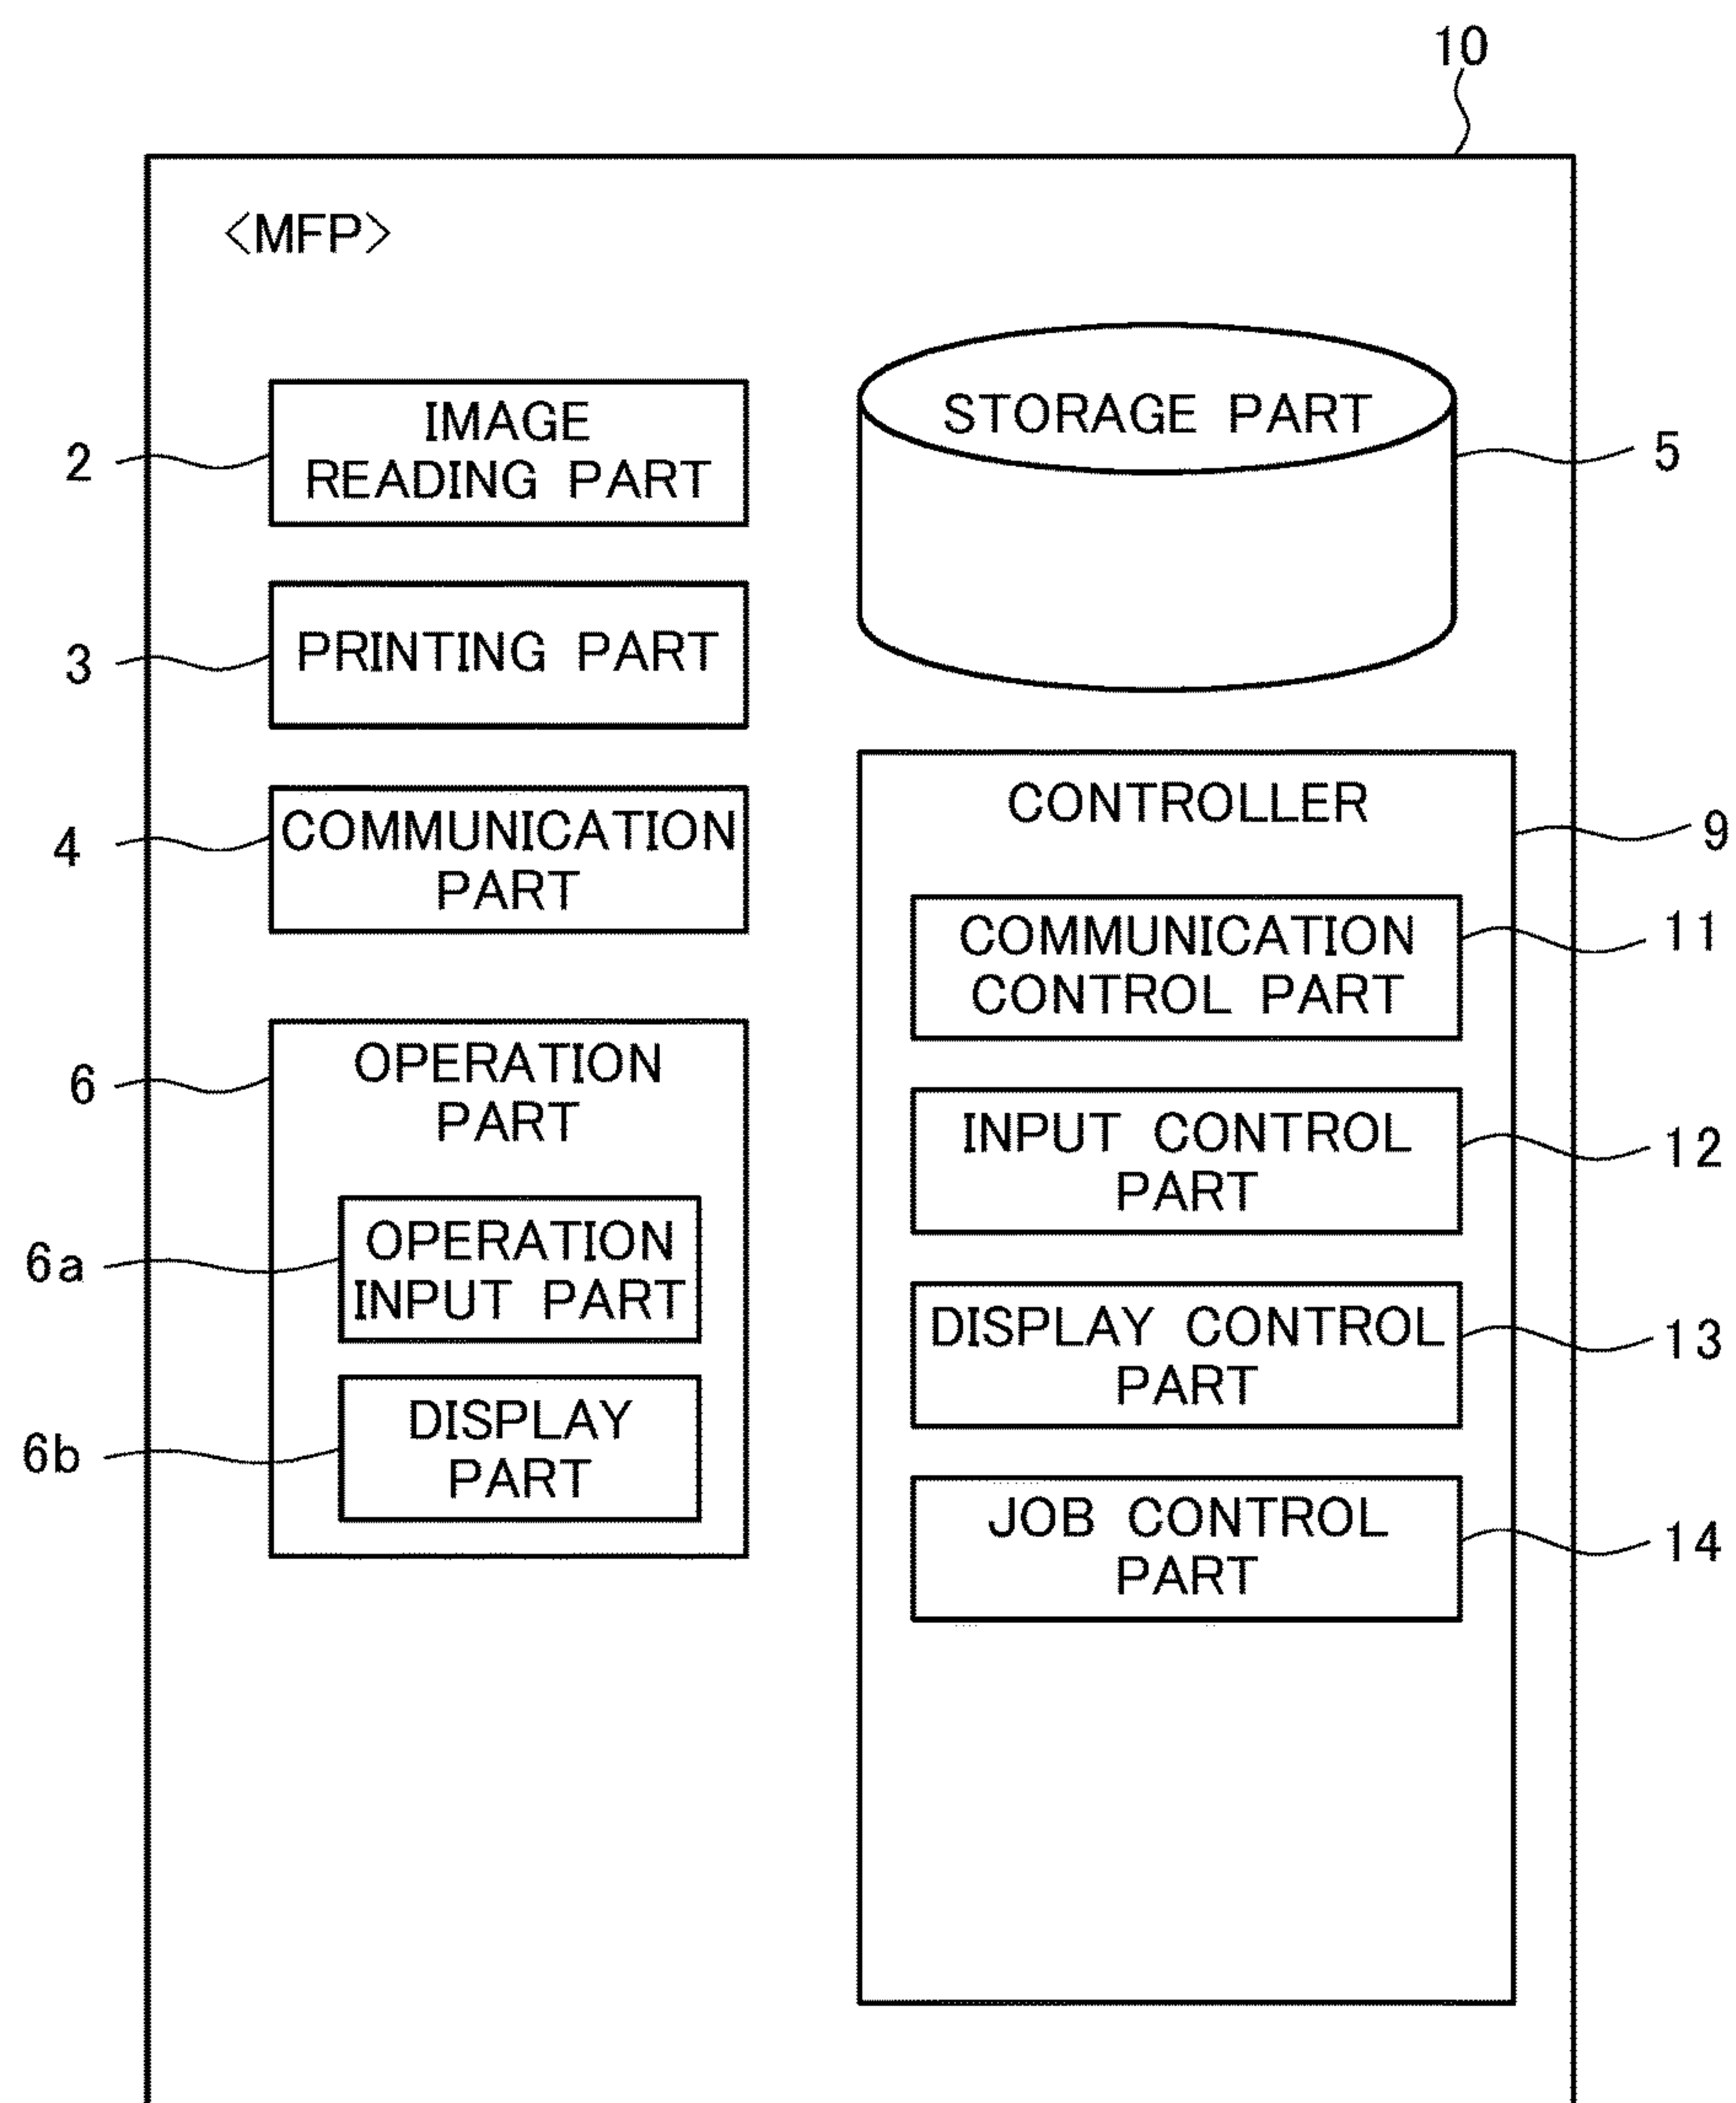 10
<MFP>
IMAGE
READING PART
2
PRINTING PART
3
COMMUNICATION
PART
4
OPERATION
PART
6
OPERATION
INPUT PART
6a
DISPLAY
PART
6b
STORAGE PART
5
CONTROLLER
9
COMMUNICATION
CONTROL PART
11
INPUT CONTROL
PART
12
DISPLAY CONTROL
PART
13
JOB CONTROL
PART
14